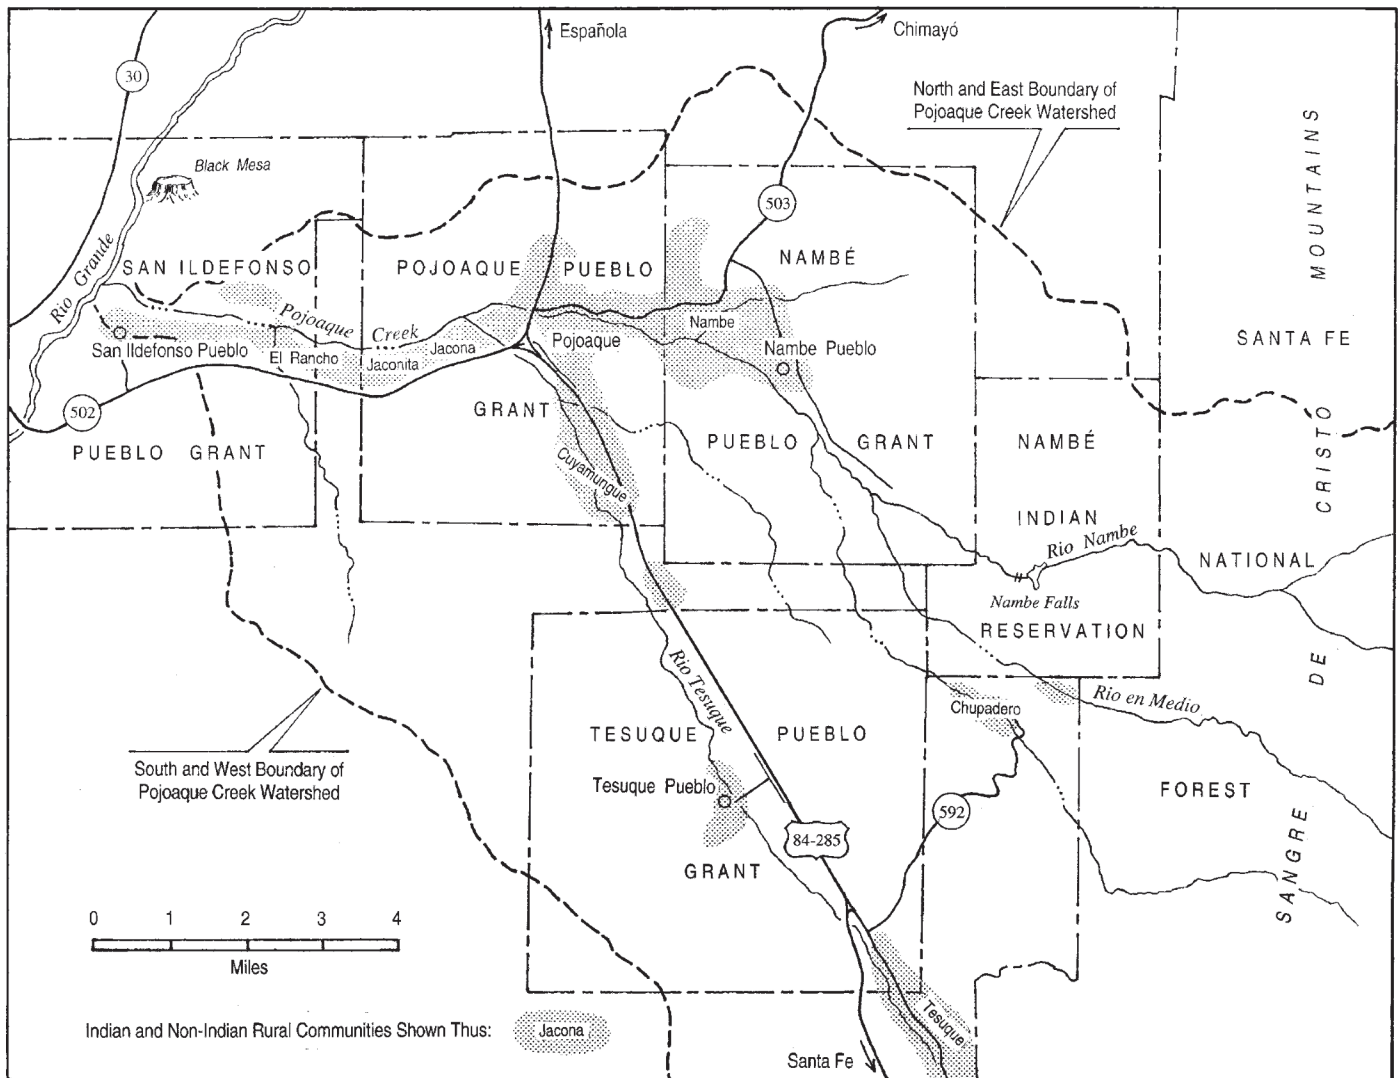 Española
Chimayó
30
North and East Boundary of
Pojoaque Creek Watershed
Black Mesa
503
MOUNTAINS
Rio Grande
SAN ILDEFONSO
POJOAQUE
PUEBLO
NAMBÉ
Pojoaque
Creek
Nambe
SANTA FE
San Ildefonso Pueblo
El Rancho
Jaconita
Jacona
Pojoaque
Nambe Pueblo
502
GRANT
PUEBLO
GRANT
NAMBÉ
PUEBLO
GRANT
Cuyamungue
CRISTO
INDIAN
Rio Nambe
NATIONAL
Nambe Falls
RESERVATION
DE
Rio Tesuque
Chupadero
Rio en Medio
TESUQUE
PUEBLO
South and West Boundary of
Pojoaque Creek Watershed
Tesuque Pueblo
592
FOREST
84-285
GRANT
SANGRE
0 1 2 3 4
Miles
Indian and Non-Indian Rural Communities Shown Thus:
Jacona
Tesuque
Santa Fe